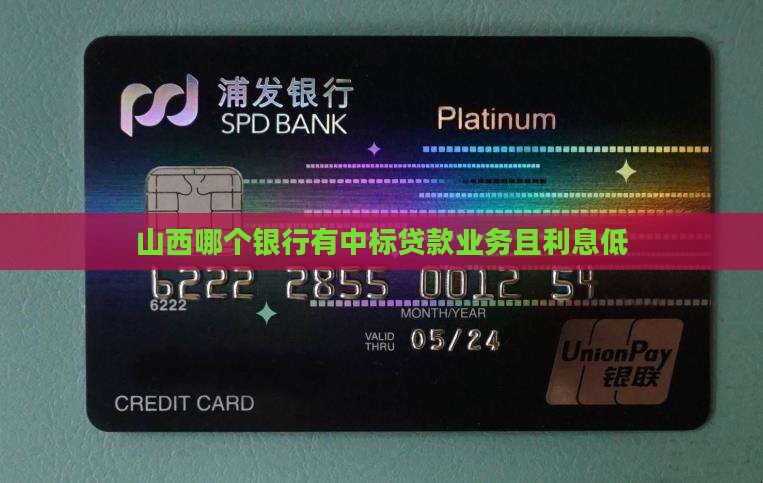 浦发银行
SPD BANK
Platinum
山西哪个银行有中标贷款业务且利息低
6222 2855 0012 54
6222
MONTH/YEAR
VALID
THRU
05/24
UnionPay
银联
CREDIT CARD